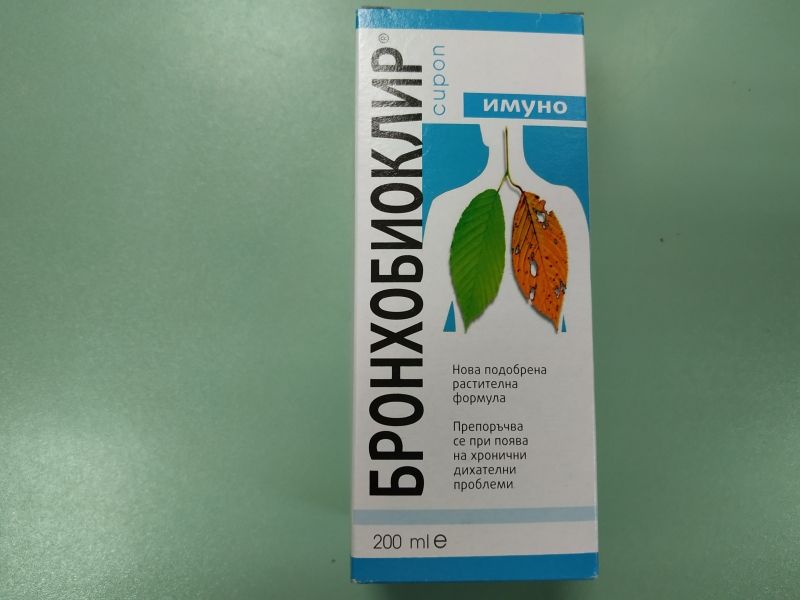 БРОНХОБИОКЛИР®
сироп
имуно
Нова подобрена
растителна
формула
Препоръчва
се при поява
на хронични
дихателни
проблеми
200 ml e